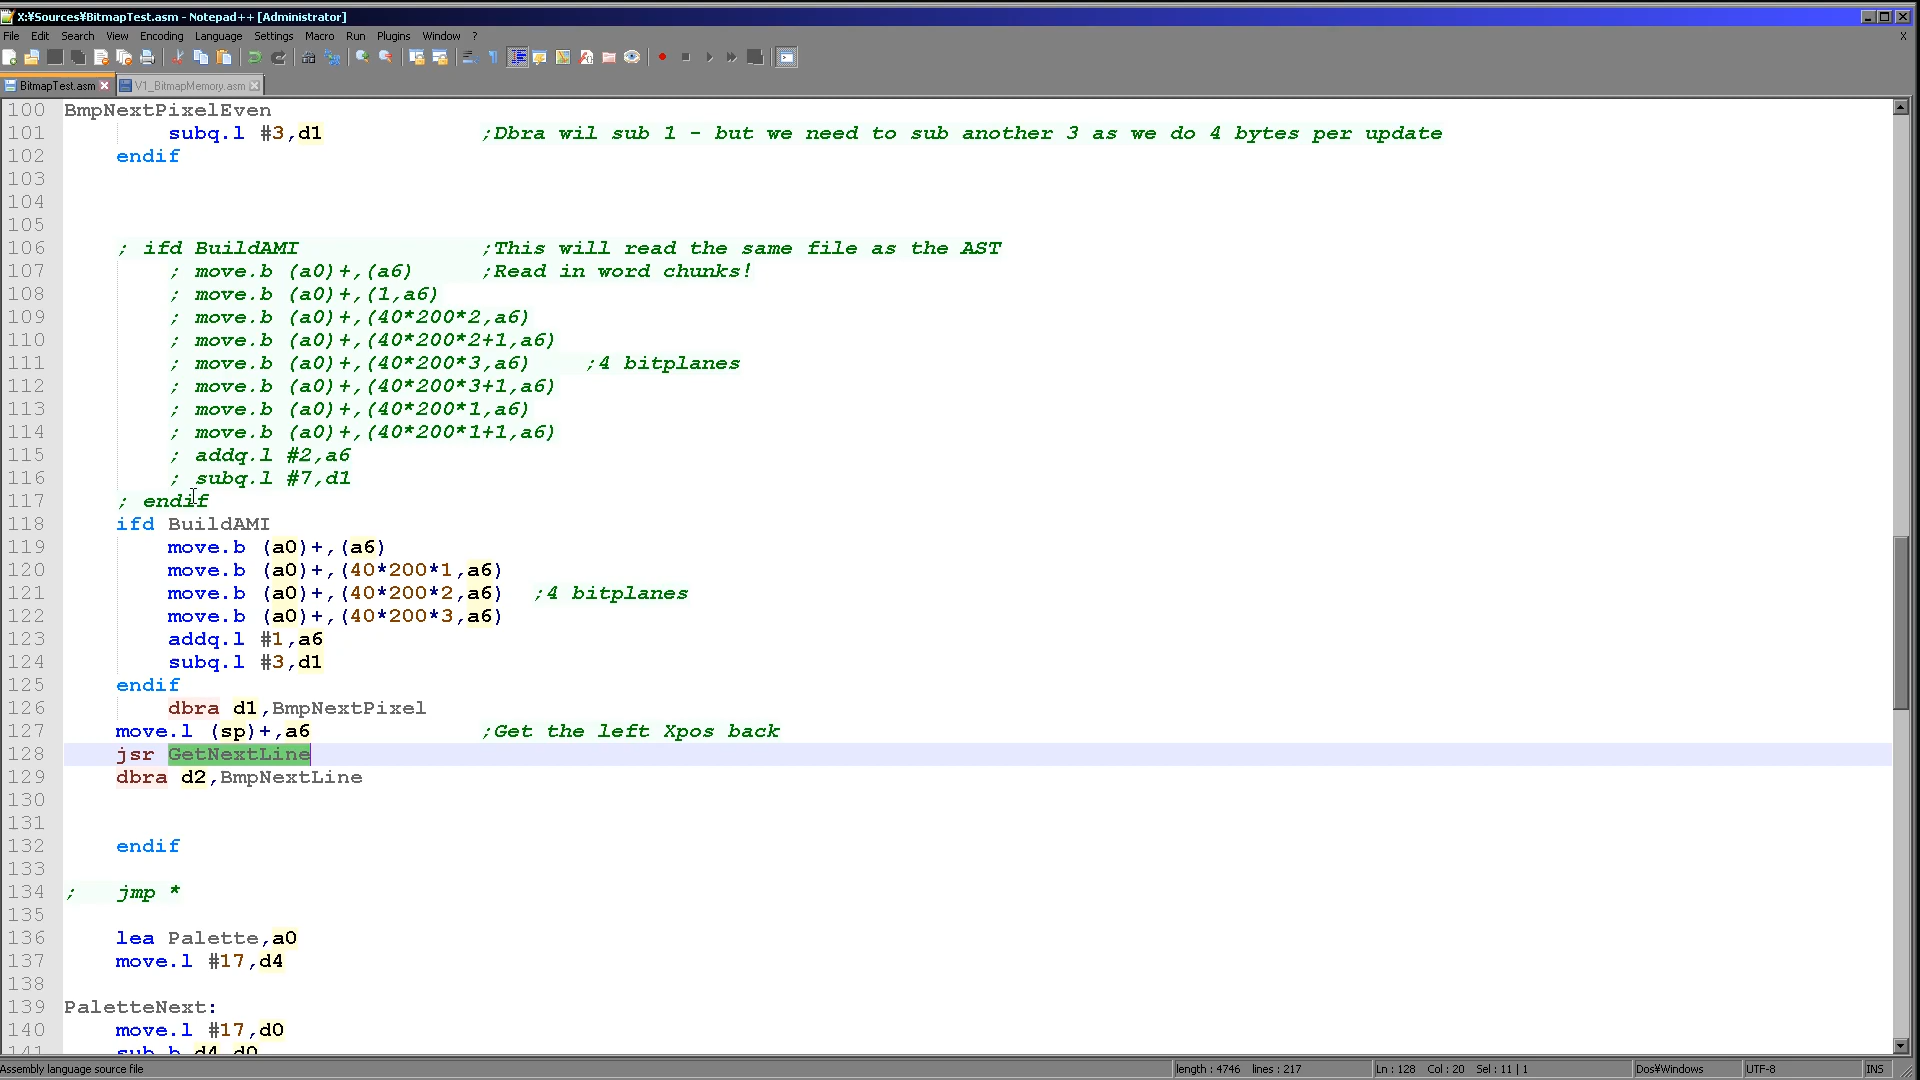 X:¥Sources¥BitmapTest.asm - Notepad++ [Administrator]
File Edit Search View Encoding Language Settings Macro Run Plugins Window ? X
BitmapTest.asm V1_BitmapMemory.asm
100 BmpNextPixelEven
101 subq.l #3,d1 ;Dbra wil sub 1 - but we need to sub another 3 as we do 4 bytes per update
102 endif
103
104
105
106 ; ifd BuildAMI ;This will read the same file as the AST
107 ; move.b (a0)+,(a6) ;Read in word chunks!
108 ; move.b (a0)+,(1,a6)
109 ; move.b (a0)+,(40*200*2,a6)
110 ; move.b (a0)+,(40*200*2+1,a6)
111 ; move.b (a0)+,(40*200*3,a6) ;4 bitplanes
112 ; move.b (a0)+,(40*200*3+1,a6)
113 ; move.b (a0)+,(40*200*1,a6)
114 ; move.b (a0)+,(40*200*1+1,a6)
115 ; addq.l #2,a6
116 ; subq.l #7,d1
117 ; endif
118 ifd BuildAMI
119 move.b (a0)+,(a6)
120 move.b (a0)+,(40*200*1,a6)
121 move.b (a0)+,(40*200*2,a6) ;4 bitplanes
122 move.b (a0)+,(40*200*3,a6)
123 addq.l #1,a6
124 subq.l #3,d1
125 endif
126 dbra d1,BmpNextPixel
127 move.l (sp)+,a6 ;Get the left Xpos back
128 jsr GetNextLine
129 dbra d2,BmpNextLine
130
131
132 endif
133
134 ; jmp *
135
136 lea Palette,a0
137 move.l #17,d4
138
139 PaletteNext:
140 move.l #17,d0
141 sub.b d4,d0
Assembly language source file length : 4746 lines : 217 Ln : 128 Col : 20 Sel : 11 | 1 Dos¥Windows UTF-8 INS